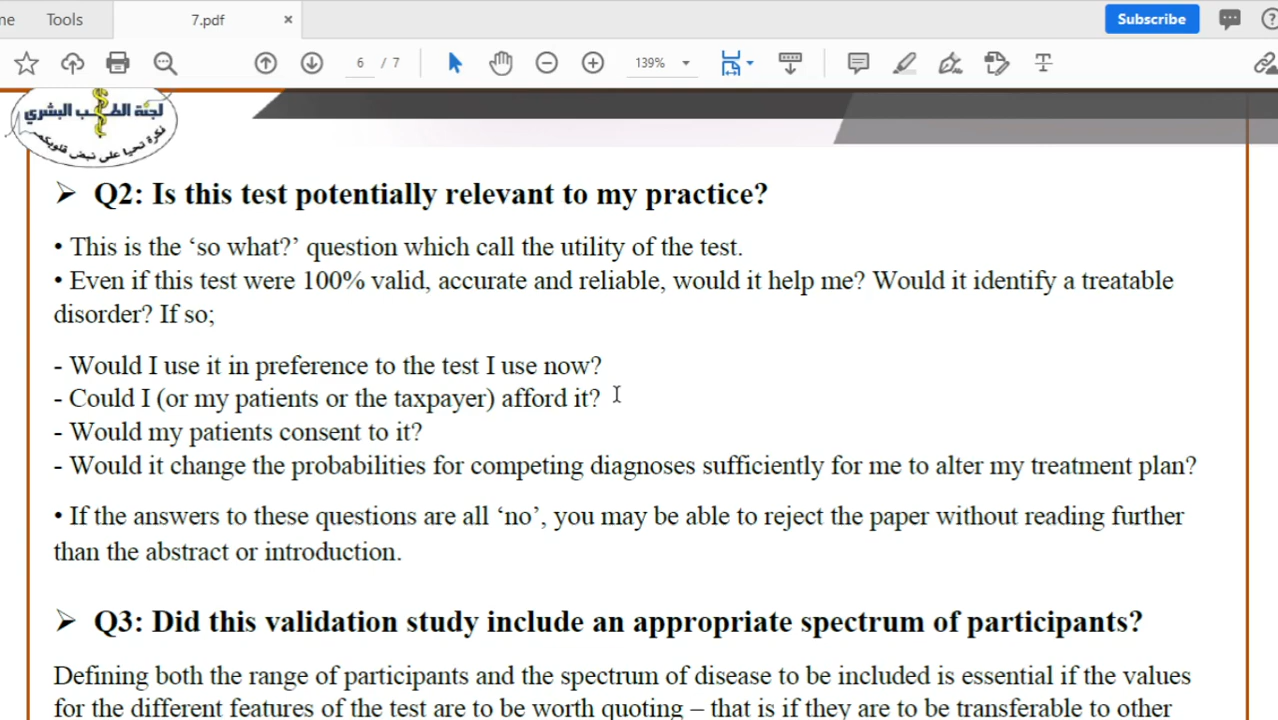 me Tools 7.pdf × Subscribe
6 / 7 139%
لجنة الطب البشري
فكرة تحيا على نبض قلوبكم
➢ Q2: Is this test potentially relevant to my practice?
• This is the ‘so what?’ question which call the utility of the test.
• Even if this test were 100% valid, accurate and reliable, would it help me? Would it identify a treatable
disorder? If so;
- Would I use it in preference to the test I use now?
- Could I (or my patients or the taxpayer) afford it?
- Would my patients consent to it?
- Would it change the probabilities for competing diagnoses sufficiently for me to alter my treatment plan?
• If the answers to these questions are all ‘no’, you may be able to reject the paper without reading further
than the abstract or introduction.
➢ Q3: Did this validation study include an appropriate spectrum of participants?
Defining both the range of participants and the spectrum of disease to be included is essential if the values
for the different features of the test are to be worth quoting – that is if they are to be transferable to other